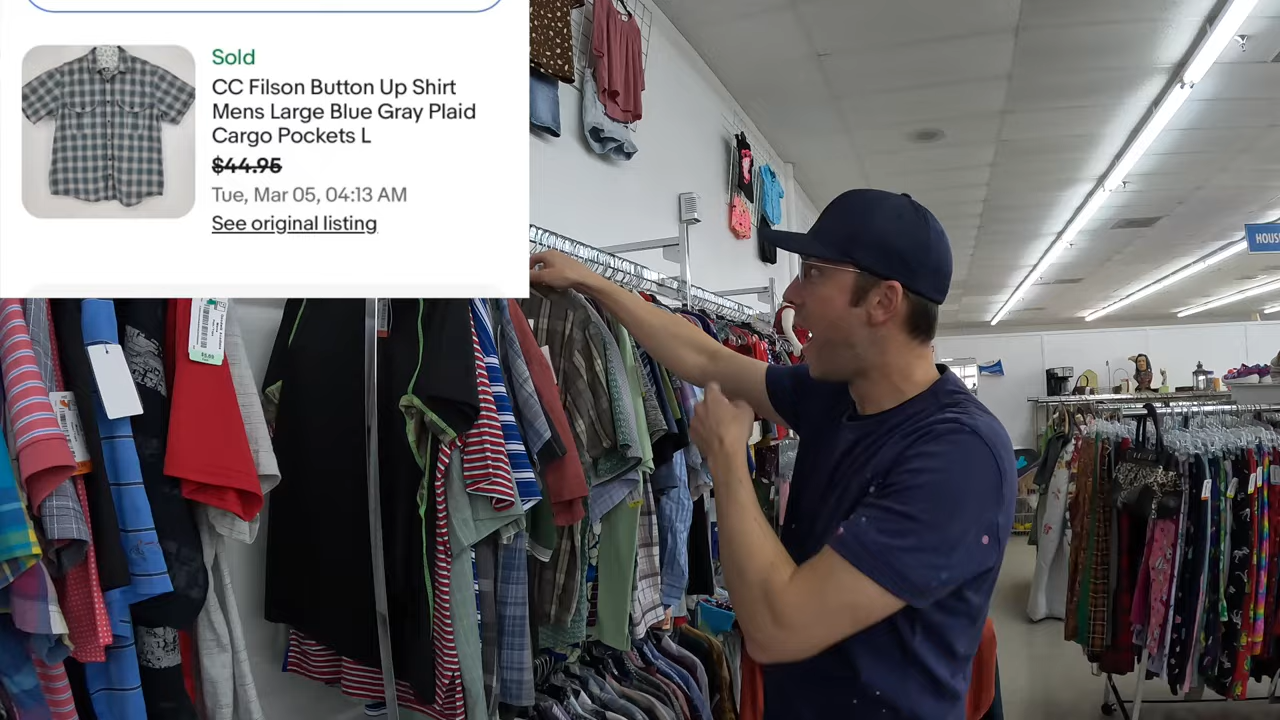 Sold
CC Filson Button Up Shirt
Mens Large Blue Gray Plaid
Cargo Pockets L
$44.95
Tue, Mar 05, 04:13 AM
See original listing
HOUS